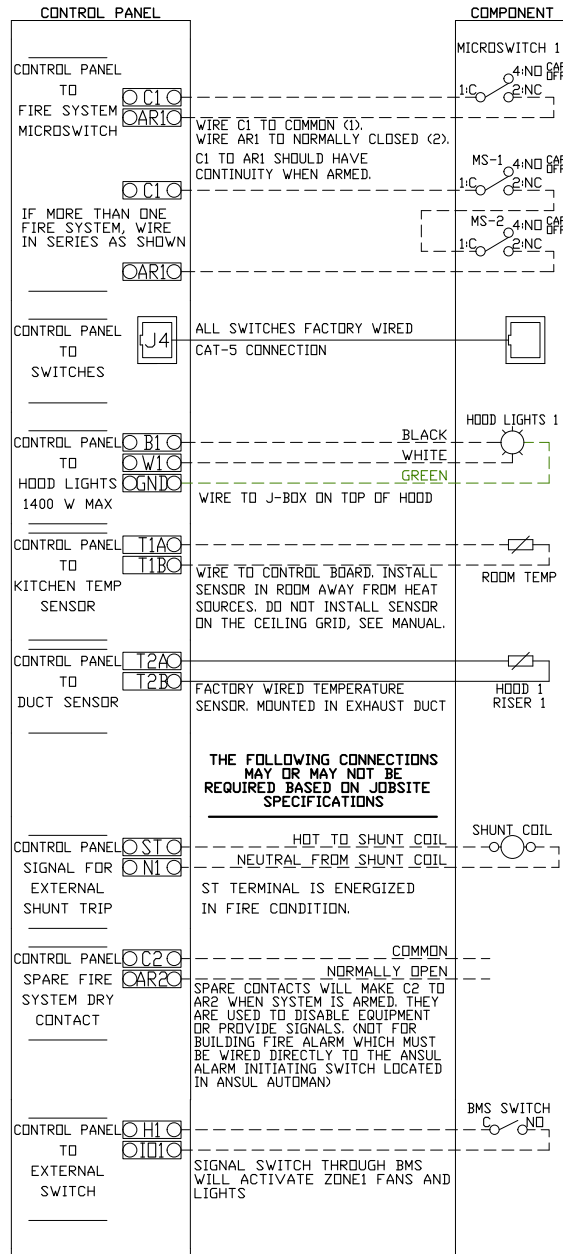 CONTROL PANEL
COMPONENT
MICROSWITCH 1
CONTROL PANEL
TO
FIRE SYSTEM
MICROSWITCH
C1
AR1
4:NO
1:C
2:NC
WIRE C1 TO COMMON (1).
WIRE AR1 TO NORMALLY CLOSED (2).
C1 TO AR1 SHOULD HAVE
CONTINUITY WHEN ARMED.
C1
MS-1
4:NO
1:C
2:NC
IF MORE THAN ONE
FIRE SYSTEM, WIRE
IN SERIES AS SHOWN
MS-2
4:NO
1:C
2:NC
AR1
CONTROL PANEL
TO
SWITCHES
J4
ALL SWITCHES FACTORY WIRED
CAT-5 CONNECTION
HOOD LIGHTS 1
CONTROL PANEL
TO
HOOD LIGHTS
1400 W MAX
B1
W1
GND
BLACK
WHITE
GREEN
WIRE TO J-BOX ON TOP OF HOOD
CONTROL PANEL
TO
KITCHEN TEMP
SENSOR
T1A
T1B
WIRE TO CONTROL BOARD. INSTALL
SENSOR IN ROOM AWAY FROM HEAT
SOURCES. DO NOT INSTALL SENSOR
ON THE CEILING GRID, SEE MANUAL.
ROOM TEMP
CONTROL PANEL
TO
DUCT SENSOR
T2A
T2B
FACTORY WIRED TEMPERATURE
SENSOR. MOUNTED IN EXHAUST DUCT
HOOD 1
RISER 1
THE FOLLOWING CONNECTIONS
MAY OR MAY NOT BE
REQUIRED BASED ON JOBSITE
SPECIFICATIONS
CONTROL PANEL
SIGNAL FOR
EXTERNAL
SHUNT TRIP
ST
N1
HOT TO SHUNT COIL
NEUTRAL FROM SHUNT COIL
SHUNT COIL
ST TERMINAL IS ENERGIZED
IN FIRE CONDITION.
CONTROL PANEL
SPARE FIRE
SYSTEM DRY
CONTACT
C2
AR2
COMMON
NORMALLY OPEN
SPARE CONTACTS WILL MAKE C2 TO
AR2 WHEN SYSTEM IS ARMED. THEY
ARE USED TO DISABLE EQUIPMENT
OR PROVIDE SIGNALS. (NOT FOR
BUILDING FIRE ALARM WHICH MUST
BE WIRED DIRECTLY TO THE ANSUL
ALARM INITIATING SWITCH LOCATED
IN ANSUL AUTOMAN)
BMS SWITCH
C
NO
CONTROL PANEL
TO
EXTERNAL
SWITCH
H1
IO1
SIGNAL SWITCH THROUGH BMS
WILL ACTIVATE ZONE1 FANS AND
LIGHTS